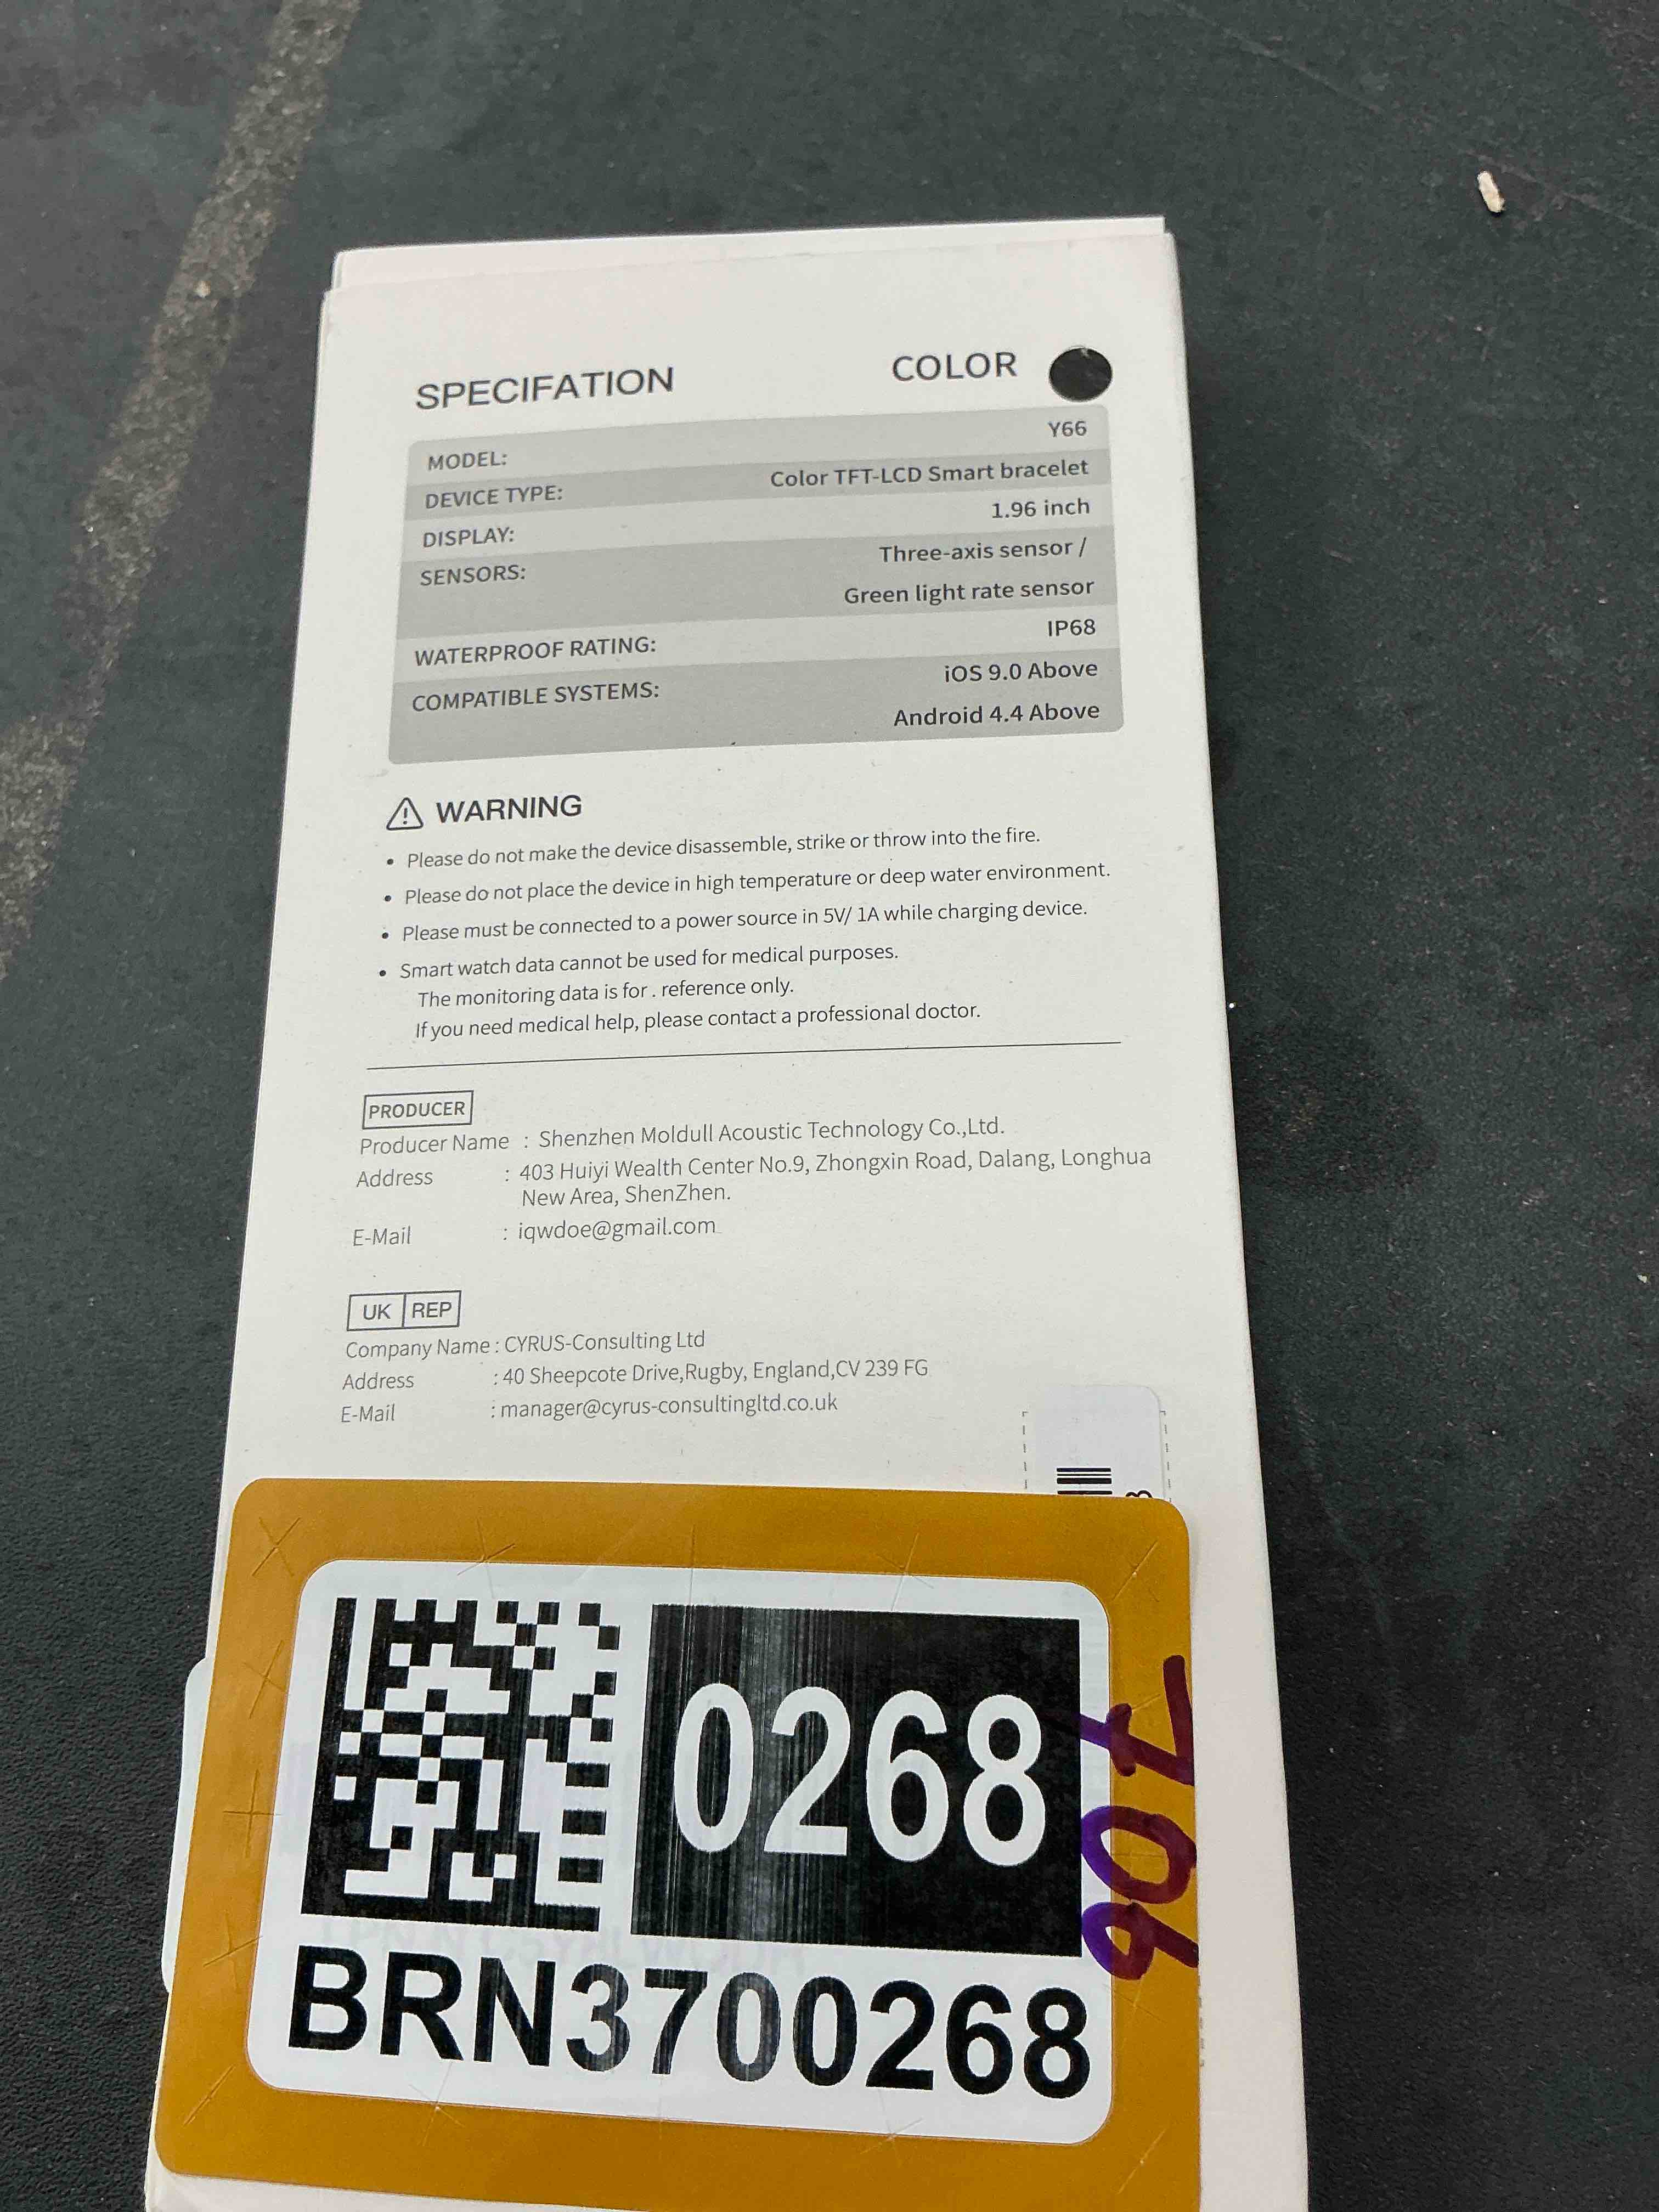 SPECIFATION COLOR
MODEL: Y66
DEVICE TYPE: Color TFT-LCD Smart bracelet
DISPLAY: 1.96 inch
SENSORS: Three-axis sensor /
Green light rate sensor
WATERPROOF RATING: IP68
COMPATIBLE SYSTEMS: iOS 9.0 Above
Android 4.4 Above
WARNING
• Please do not make the device disassemble, strike or throw into the fire.
• Please do not place the device in high temperature or deep water environment.
• Please must be connected to a power source in 5V/ 1A while charging device.
• Smart watch data cannot be used for medical purposes.
The monitoring data is for . reference only.
If you need medical help, please contact a professional doctor.
PRODUCER
Producer Name : Shenzhen Moldull Acoustic Technology Co.,Ltd.
Address : 403 Huiyi Wealth Center No.9, Zhongxin Road, Dalang, Longhua
New Area, ShenZhen.
E-Mail : iqwdoe@gmail.com
UK REP
Company Name : CYRUS-Consulting Ltd
Address : 40 Sheepcote Drive,Rugby, England,CV 239 FG
E-Mail : manager@cyrus-consultingltd.co.uk
0268
706
BRN3700268